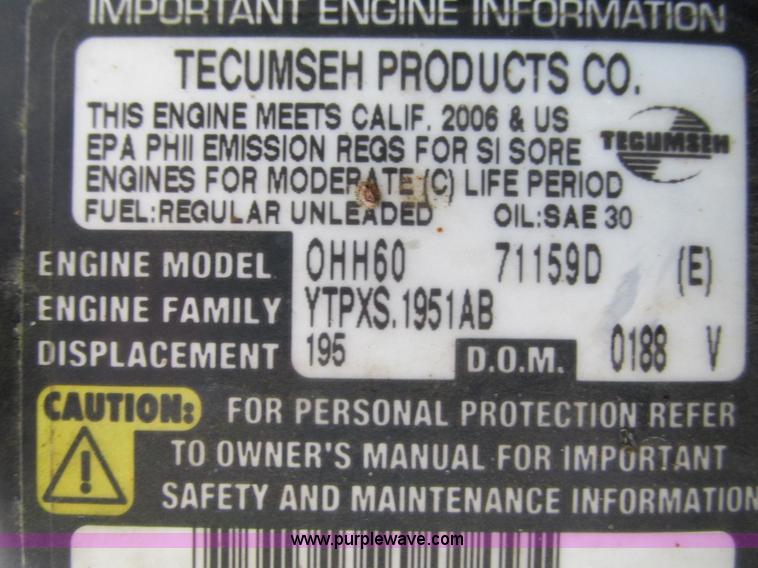 IMPORTANT ENGINE INFORMATION
TECUMSEH PRODUCTS CO.
THIS ENGINE MEETS CALIF. 2006 & US
EPA PHII EMISSION REGS FOR SI SORE
ENGINES FOR MODERATE (C) LIFE PERIOD
FUEL:REGULAR UNLEADED OIL:SAE 30
TECUMSEH
ENGINE MODEL OHH60 71159D (E)
ENGINE FAMILY YTPXS.1951AB
DISPLACEMENT 195 D.O.M. 0188 V
CAUTION: FOR PERSONAL PROTECTION REFER
TO OWNER'S MANUAL FOR IMPORTANT
SAFETY AND MAINTENANCE INFORMATION
www.purplewave.com